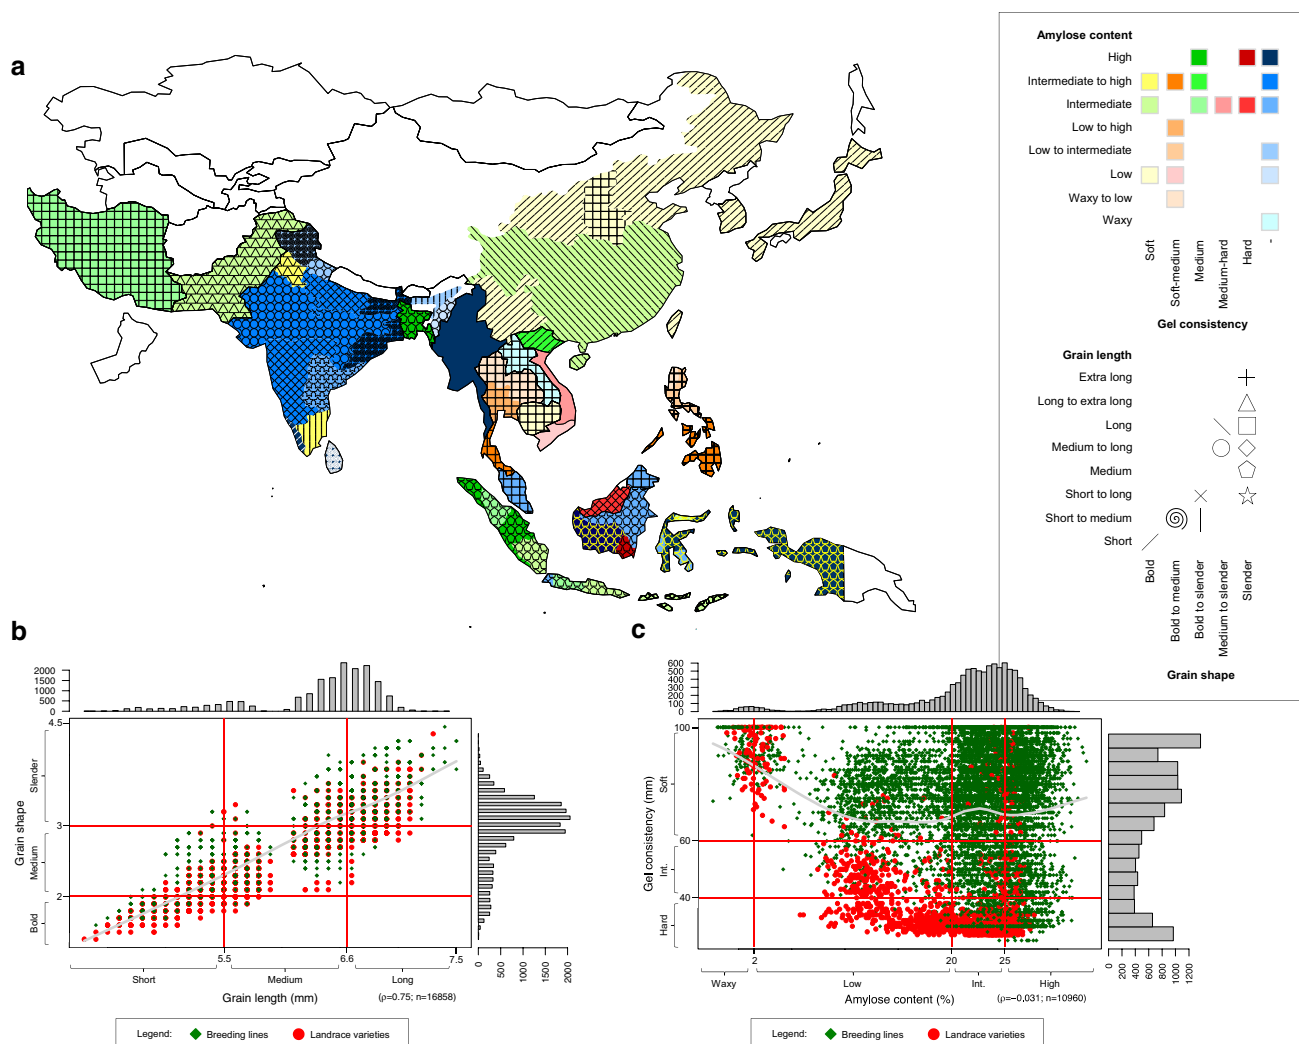 a
Amylose content
High
Intermediate to high
Intermediate
Low to high
Low to intermediate
Low
Waxy to low
Waxy
Soft
Soft-medium
Medium
Medium-hard
Hard
-
Gel consistency
Grain length
Extra long
Long to extra long
Long
Medium to long
Medium
Short to long
Short to medium
Short
Bold
Bold to medium
Bold to slender
Medium to slender
Slender
Grain shape
b
2000
1500
1000
500
0
4.5
3
2
Slender
Medium
Bold
Grain shape
5.5
6.6
7.5
Short
Medium
Long
Grain length (mm)
(ρ=0.75; n=16858)
0
500
1000
1500
2000
Legend:
Breeding lines
Landrace varieties
c
600
500
400
300
200
100
0
100
60
40
Soft
Int.
Hard
Gel consistency (mm)
2
20
25
Waxy
Low
Int.
High
Amylose content (%)
(ρ=−0.031; n=10960)
0
200
400
600
800
1000
1200
Legend:
Breeding lines
Landrace varieties